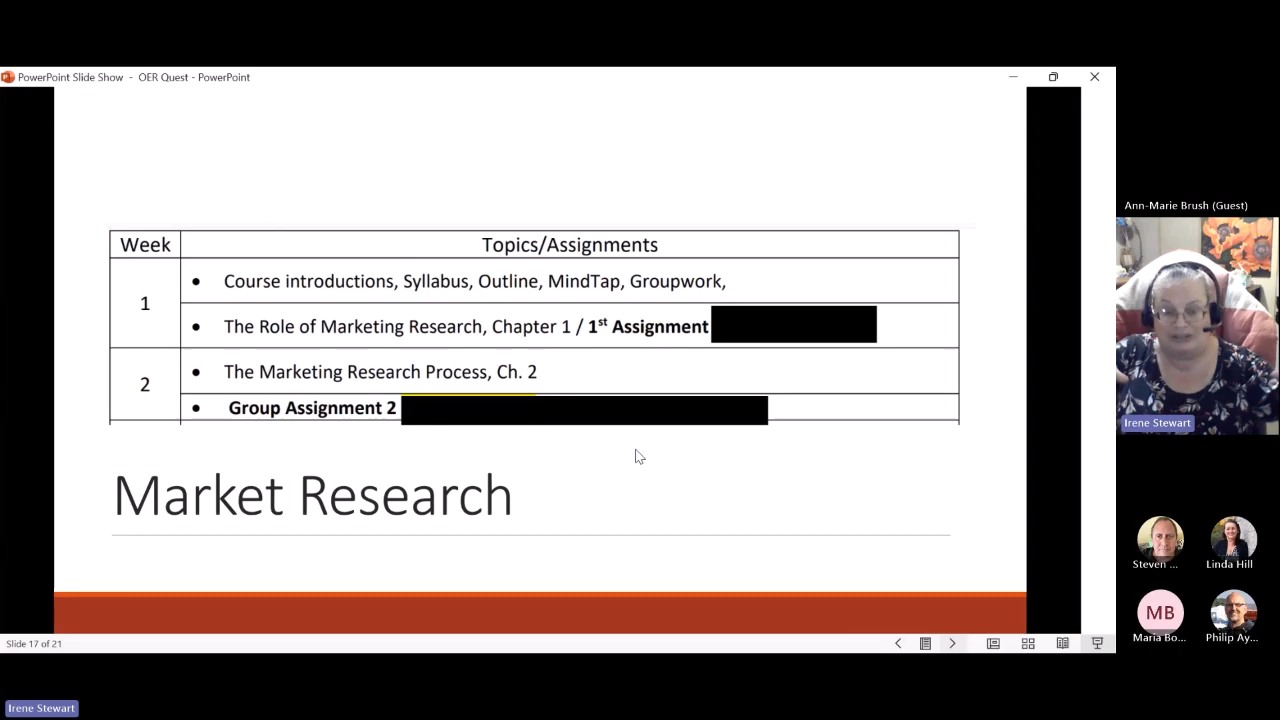 PowerPoint Slide Show - OER Quest - PowerPoint
Ann-Marie Brush (Guest)
Week
Topics/Assignments
1
• Course introductions, Syllabus, Outline, MindTap, Groupwork,
• The Role of Marketing Research, Chapter 1 / 1st Assignment
2
• The Marketing Research Process, Ch. 2
• Group Assignment 2
Irene Stewart
Market Research
Steven ...
Linda Hill
MB
Maria Bo...
Philip Ay...
Slide 17 of 21
Irene Stewart